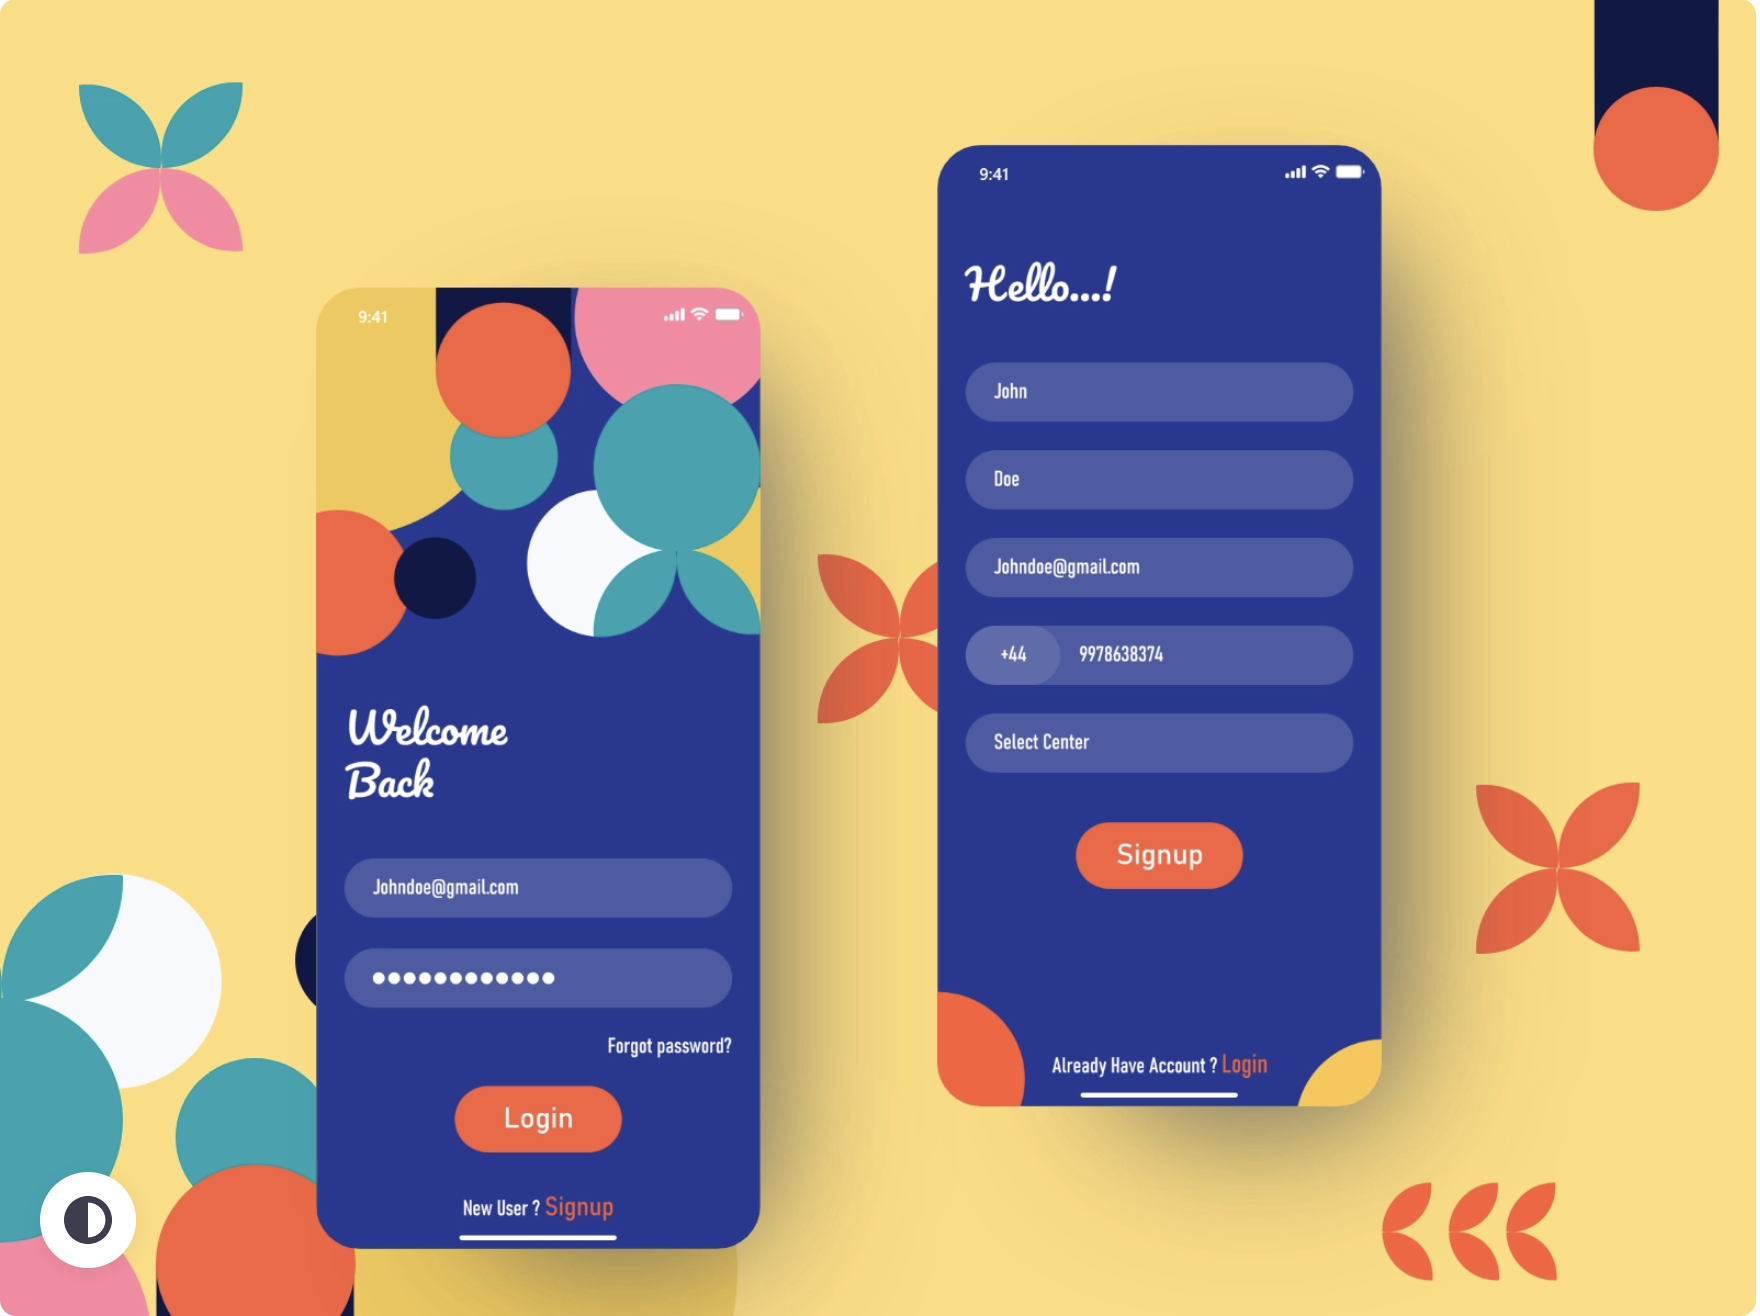 9:41
Welcome
Back
Johndoe@gmail.com
Forgot password?
Login
New User ? Signup
9:41
Hello...!
John
Doe
Johndoe@gmail.com
+44 9978638374
Select Center
Signup
Already Have Account ? Login